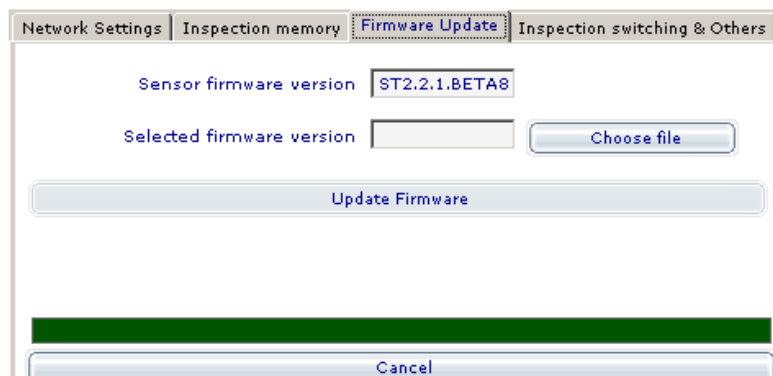 Network Settings Inspection memory Firmware Update Inspection switching & Others
Sensor firmware version ST2.2.1.BETA8
Selected firmware version Choose file
Update Firmware
Cancel